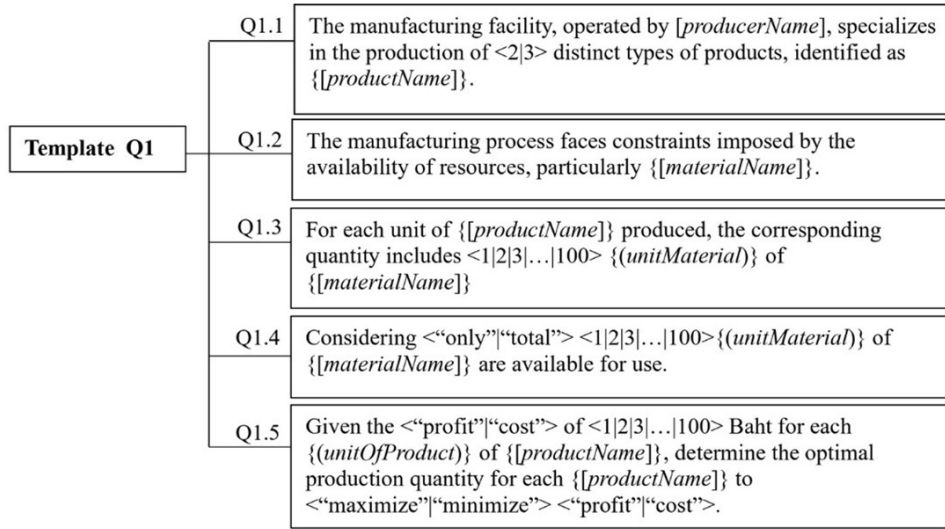 Template Q1
Q1.1
The manufacturing facility, operated by [producerName], specializes
in the production of <2|3> distinct types of products, identified as
{[productName]}.
Q1.2
The manufacturing process faces constraints imposed by the
availability of resources, particularly {[materialName]}.
Q1.3
For each unit of {[productName]} produced, the corresponding
quantity includes <1|2|3|…|100> {(unitMaterial)} of
{[materialName]}
Q1.4
Considering <“only”|“total”> <1|2|3|…|100>{(unitMaterial)} of
{[materialName]} are available for use.
Q1.5
Given the <“profit”|“cost”> of <1|2|3|…|100> Baht for each
{(unitOfProduct)} of {[productName]}, determine the optimal
production quantity for each {[productName]} to
<“maximize”|“minimize”> <“profit”|“cost”>.